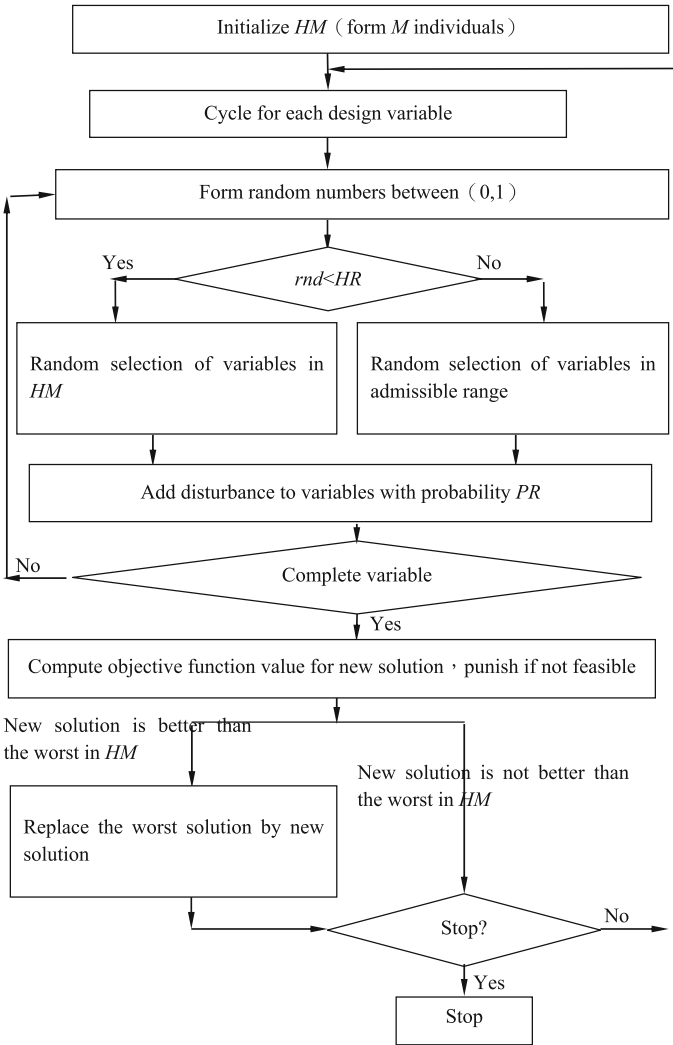 Initialize HM（form M individuals）
Cycle for each design variable
Form random numbers between（0,1）
Yes
rnd<HR
No
Random selection of variables in
HM
Random selection of variables in
admissible range
Add disturbance to variables with probability PR
No
Complete variable
Yes
Compute objective function value for new solution，punish if not feasible
New solution is better than
the worst in HM
New solution is not better than
the worst in HM
Replace the worst solution by new
solution
Stop?
No
Yes
Stop